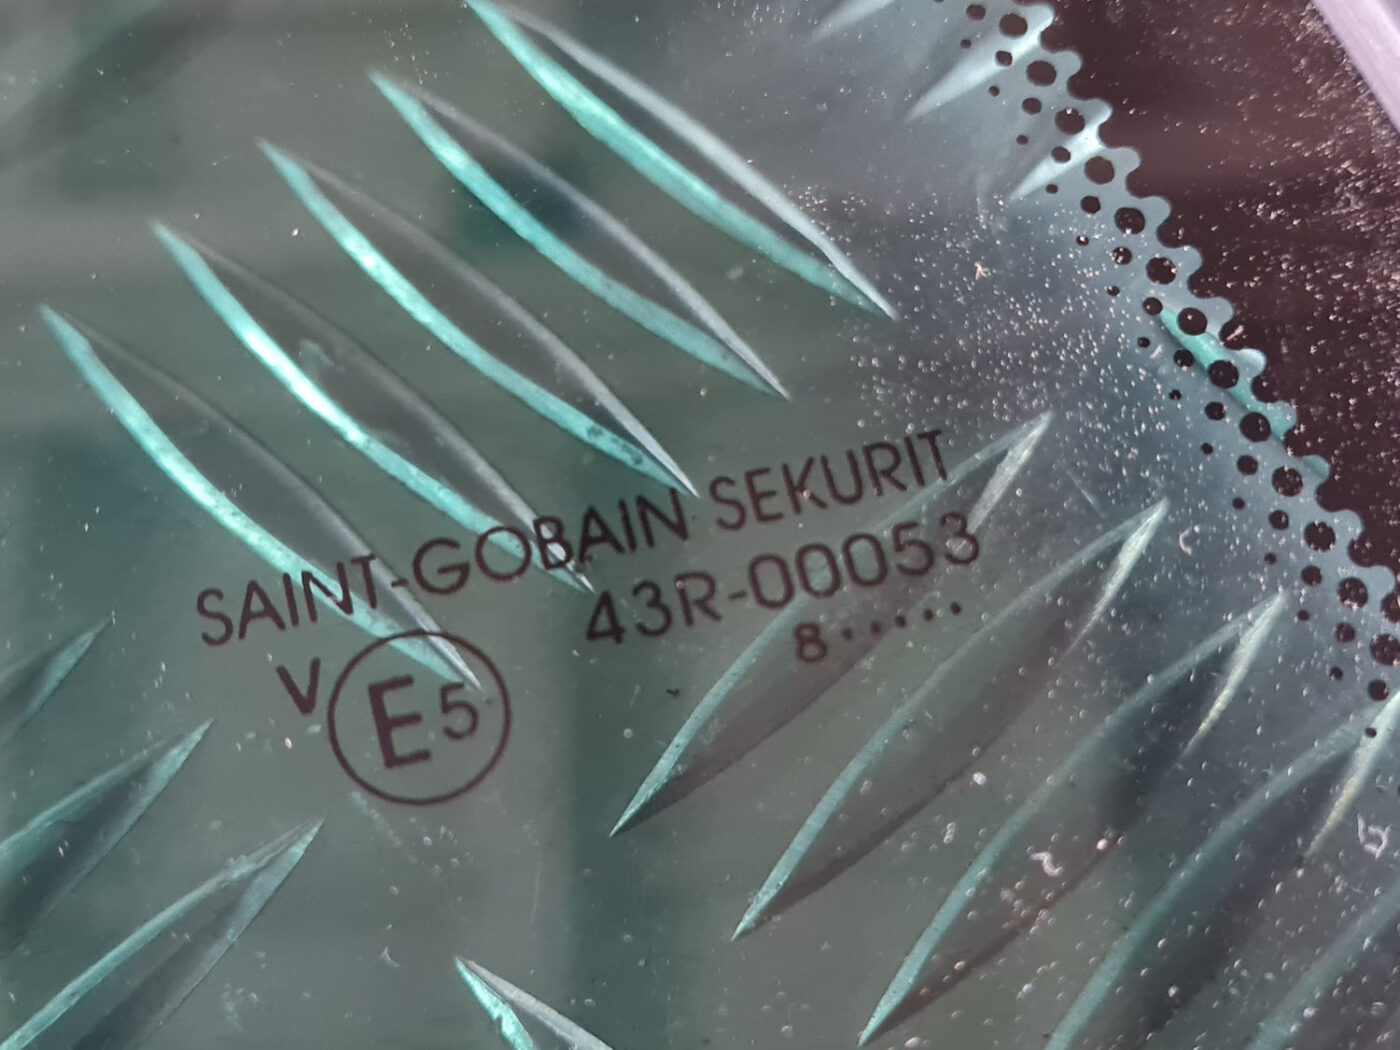 SAINT-GOBAIN SEKURIT
43R-00053
V E5
8·····